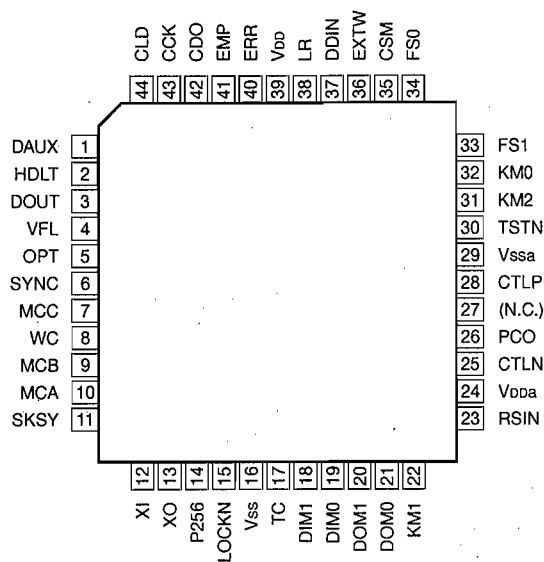 CLD CCK CDO EMP ERR VDD LR DDIN EXTW CSM FS0
44 43 42 41 40 39 38 37 36 35 34
DAUX 1
HDLT 2
DOUT 3
VFL 4
OPT 5
SYNC 6
MCC 7
WC 8
MCB 9
MCA 10
SKSY 11
33 FS1
32 KM0
31 KM2
30 TSTN
29 Vssa
28 CTLP
27 (N.C.)
26 PCO
25 CTLN
24 VDDa
23 RSIN
12 13 14 15 16 17 18 19 20 21 22
XI XO P256 LOCKN Vss TC DIM1 DIM0 DOM1 DOM0 KM1